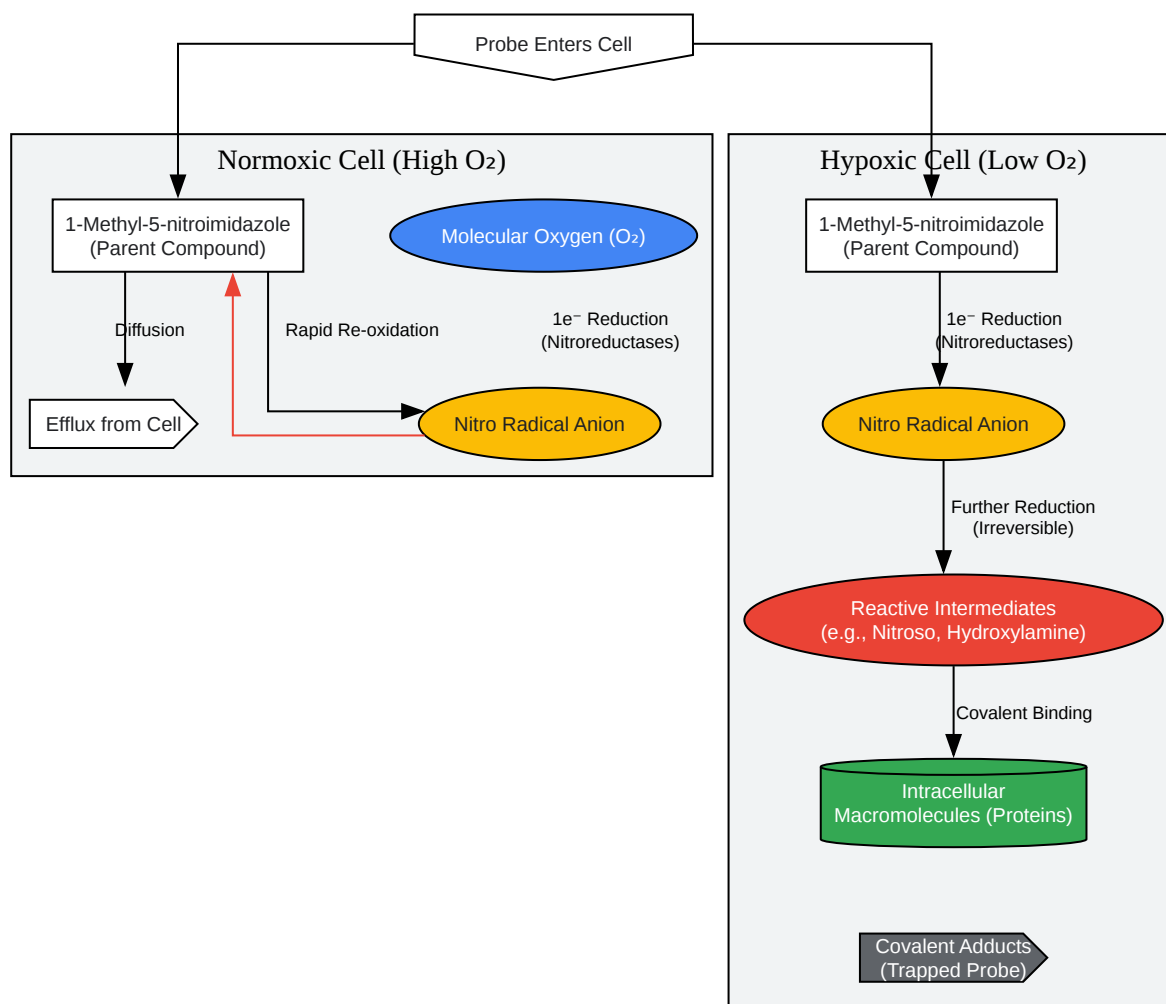 Probe Enters Cell
Normoxic Cell (High O₂)
1-Methyl-5-nitroimidazole
(Parent Compound)
Molecular Oxygen (O₂)
Diffusion
Rapid Re-oxidation
1e⁻ Reduction
(Nitroreductases)
Efflux from Cell
Nitro Radical Anion
Hypoxic Cell (Low O₂)
1-Methyl-5-nitroimidazole
(Parent Compound)
1e⁻ Reduction
(Nitroreductases)
Nitro Radical Anion
Further Reduction
(Irreversible)
Reactive Intermediates
(e.g., Nitroso, Hydroxylamine)
Covalent Binding
Intracellular
Macromolecules (Proteins)
Covalent Adducts
(Trapped Probe)